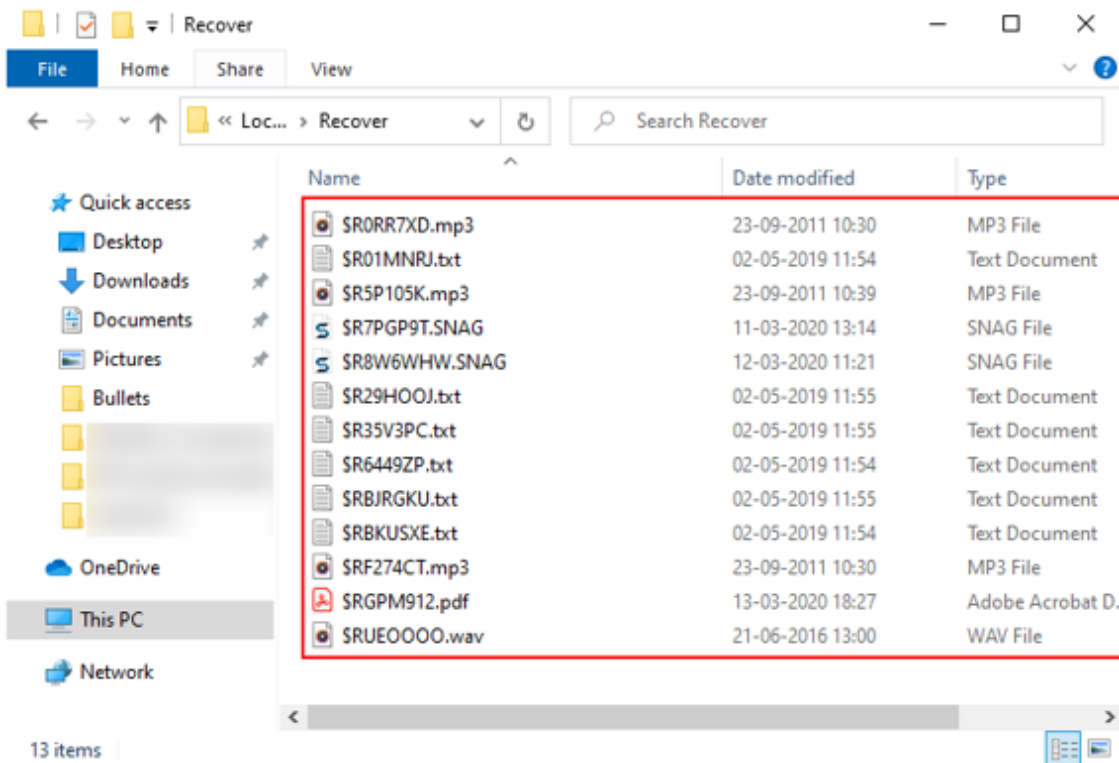 Recover
File Home Share View
« Loc... › Recover Search Recover
Name Date modified Type
Quick access
Desktop
Downloads
Documents
Pictures
Bullets
OneDrive
This PC
Network
$R0RR7XD.mp3 23-09-2011 10:30 MP3 File
$R01MNRJ.txt 02-05-2019 11:54 Text Document
$R5P105K.mp3 23-09-2011 10:39 MP3 File
$R7PGP9T.SNAG 11-03-2020 13:14 SNAG File
$R8W6WHW.SNAG 12-03-2020 11:21 SNAG File
$R29HOOJ.txt 02-05-2019 11:55 Text Document
$R35V3PC.txt 02-05-2019 11:55 Text Document
$R6449ZP.txt 02-05-2019 11:54 Text Document
$RBJRGKU.txt 02-05-2019 11:55 Text Document
$RBKUSXE.txt 02-05-2019 11:54 Text Document
$RF274CT.mp3 23-09-2011 10:30 MP3 File
$RGPM912.pdf 13-03-2020 18:27 Adobe Acrobat D.
$RUEOOOO.wav 21-06-2016 13:00 WAV File
13 items